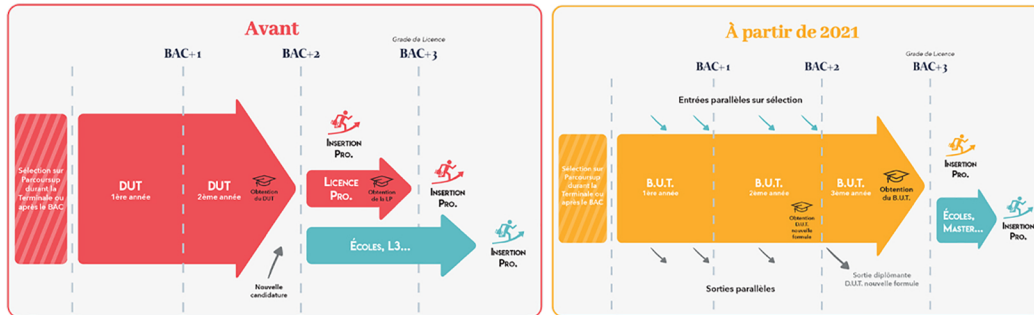 Avant
Grade de Licence
BAC+1
BAC+2
BAC+3
Sélection sur
Parcoursup
durant la
Terminale ou
après le BAC
DUT
1ère année
DUT
2ème année
Obtention
du DUT
Insertion
Pro.
Licence
Pro.
Obtention
de la LP
Insertion
Pro.
Écoles, L3...
Insertion
Pro.
Nouvelle
candidature
À partir de 2021
Grade de Licence
BAC+1
BAC+2
BAC+3
Entrées parallèles sur sélection
Sélection sur
Parcoursup
durant la
Terminale ou
après le BAC
B.U.T.
1ère année
B.U.T.
2ème année
Obtention
D.U.T.
nouvelle
formule
B.U.T.
3ème année
Obtention
du B.U.T.
Insertion
Pro.
Écoles,
Master...
Insertion
Pro.
Sorties parallèles
Sortie diplômante
D.U.T. nouvelle formule